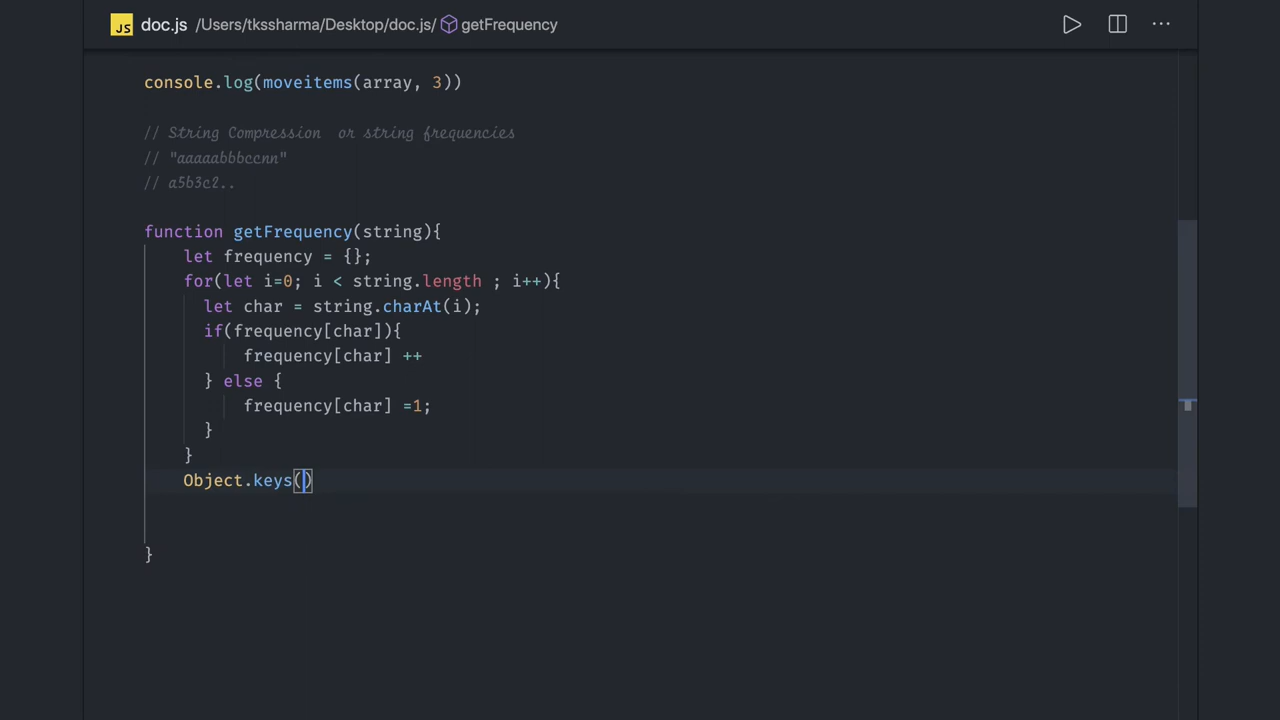 JS doc.js /Users/tkssharma/Desktop/doc.js/ getFrequency
console.log(moveitems(array, 3))
// String Compression or string frequencies
// "aaaaabbbccnn"
// a5b3c2..
function getFrequency(string){
let frequency = {};
for(let i=0; i < string.length ; i++){
let char = string.charAt(i);
if(frequency[char]){
frequency[char] ++
} else {
frequency[char] =1;
}
}
Object.keys()
}